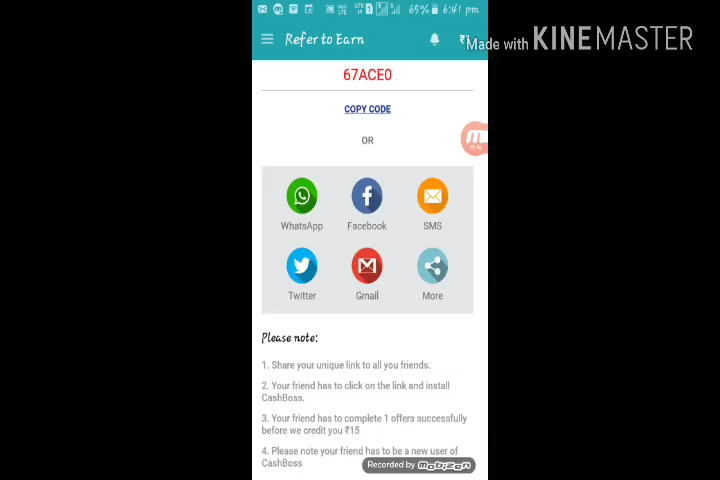 65% 6:41 pm
Refer to Earn
Made with KINEMASTER
67ACE0
COPY CODE
OR
WhatsApp Facebook SMS
Twitter Gmail More
Please note:
1. Share your unique link to all you friends.
2. Your friend has to click on the link and install
CashBoss.
3. Your friend has to complete 1 offers successfully
before we credit you ₹15
4. Please note your friend has to be a new user of
CashBoss
Recorded by mobizen